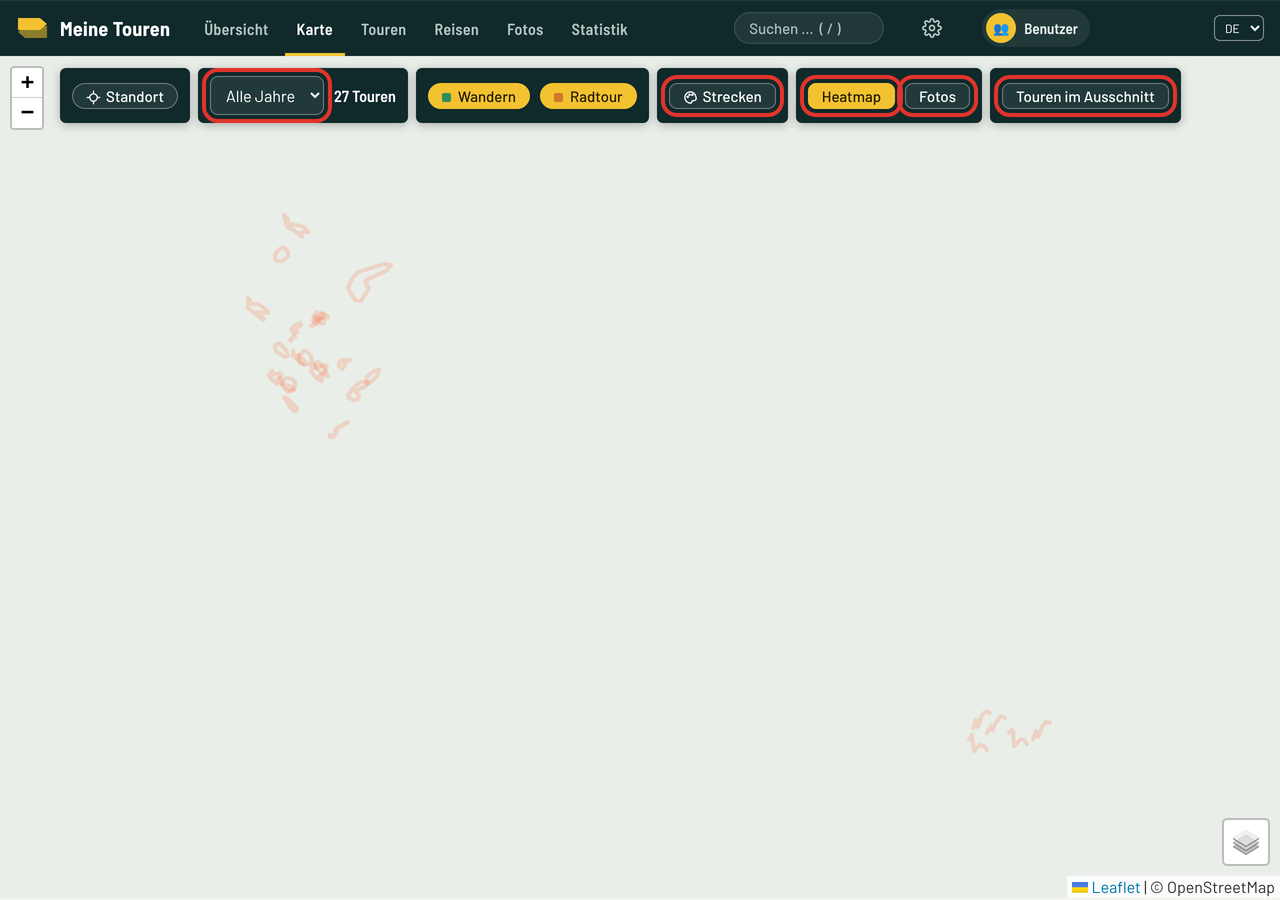 Meine Touren Übersicht Karte Touren Reisen Fotos Statistik Suchen ... ( / ) Benutzer DE
+ Standort Alle Jahre 27 Touren Wandern Radtour Strecken Heatmap Fotos Touren im Ausschnitt
−
Leaflet | © OpenStreetMap